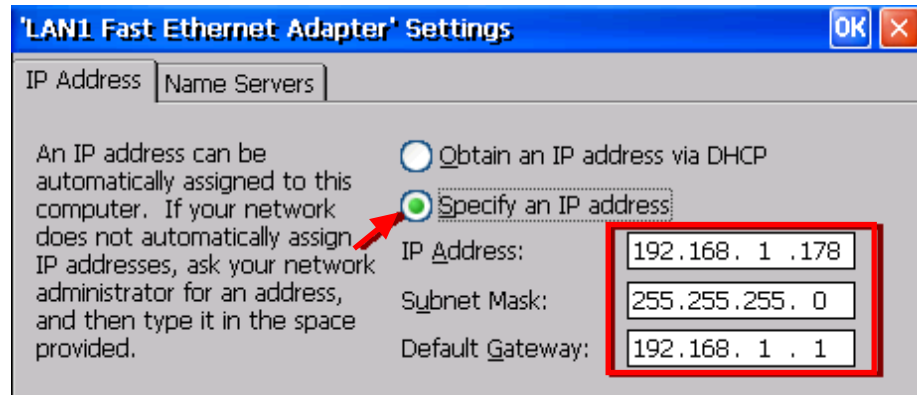 'LAN1 Fast Ethernet Adapter' Settings OK
IP Address Name Servers
An IP address can be
automatically assigned to this
computer. If your network
does not automatically assign
IP addresses, ask your network
administrator for an address,
and then type it in the space
provided.
Obtain an IP address via DHCP
Specify an IP address
IP Address: 192.168. 1 .178
Subnet Mask: 255.255.255. 0
Default Gateway: 192.168. 1 . 1